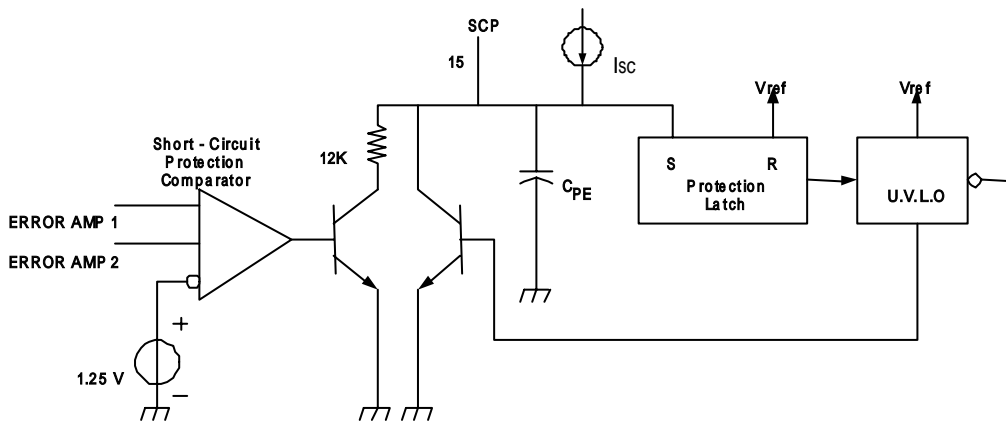 SCP
15
ISC
Vref
Vref
Short - Circuit
Protection
Comparator
12K
CPE
S
R
Protection
Latch
U.V.L.O
ERROR AMP 1
ERROR AMP 2
+
1.25 V
−